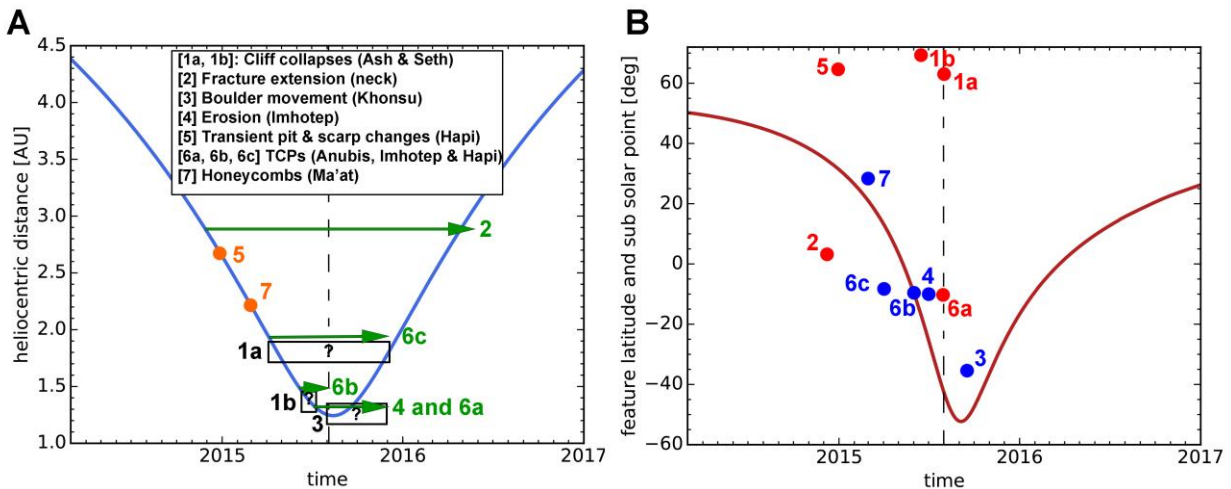 A
heliocentric distance [AU]
4.5
4.0
3.5
3.0
2.5
2.0
1.5
1.0
[1a, 1b]: Cliff collapses (Ash & Seth)
[2] Fracture extension (neck)
[3] Boulder movement (Khonsu)
[4] Erosion (Imhotep)
[5] Transient pit & scarp changes (Hapi)
[6a, 6b, 6c] TCPs (Anubis, Imhotep & Hapi)
[7] Honeycombs (Ma'at)
2
5
7
6c
1a
?
6b
1b
?
4 and 6a
3
?
2015
2016
2017
time
B
feature latitude and sub solar point [deg]
60
40
20
0
−20
−40
−60
5
1b
1a
7
2
6c
6b
4
6a
3
2015
2016
2017
time